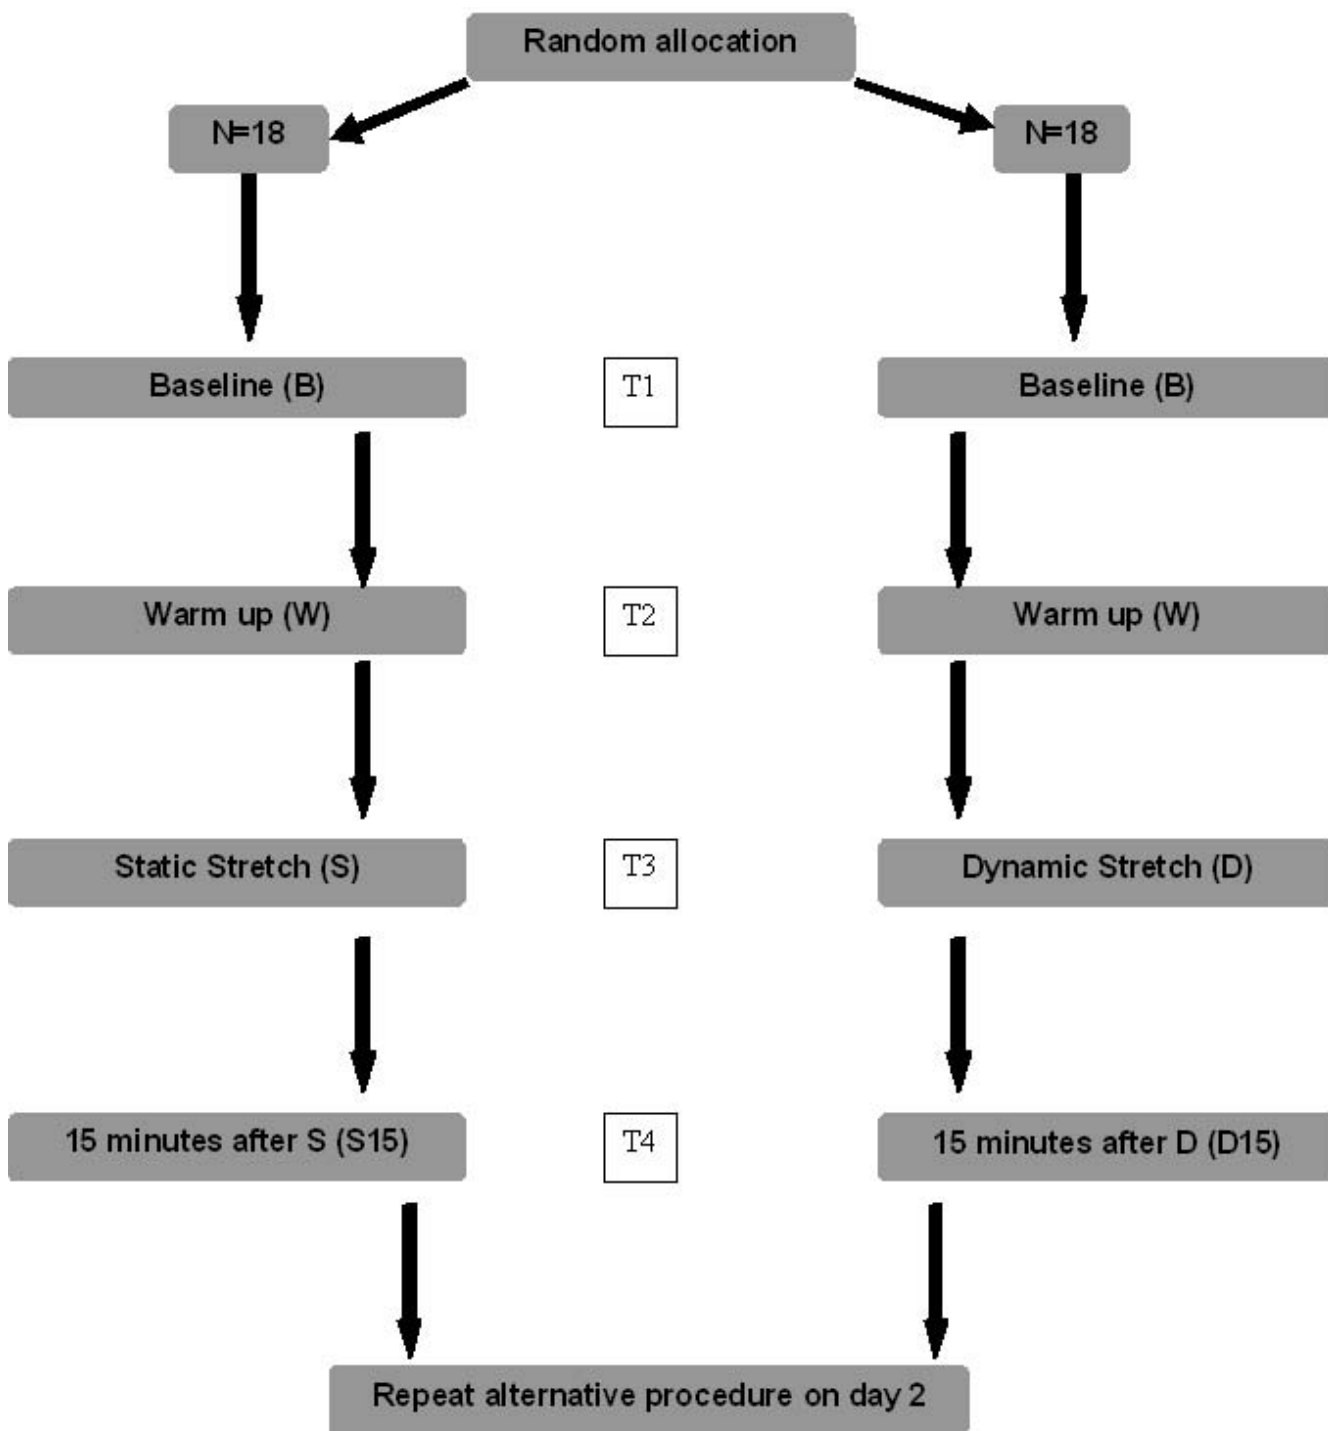 Random allocation
N=18
N=18
Baseline (B)
T1
Baseline (B)
Warm up (W)
T2
Warm up (W)
Static Stretch (S)
T3
Dynamic Stretch (D)
15 minutes after S (S15)
T4
15 minutes after D (D15)
Repeat alternative procedure on day 2